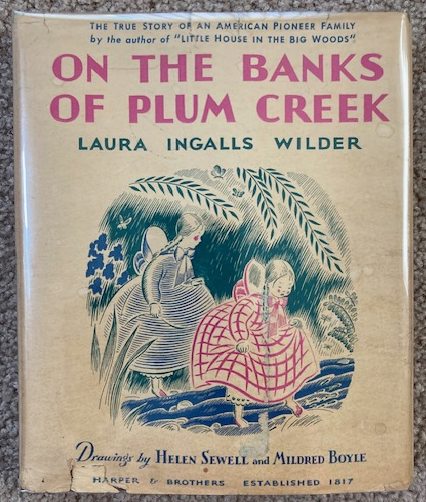 THE TRUE STORY OF AN AMERICAN PIONEER FAMILY
by the author of "LITTLE HOUSE IN THE BIG WOODS"
ON THE BANKS
OF PLUM CREEK
LAURA INGALLS WILDER
Drawings by HELEN SEWELL and MILDRED BOYLE
HARPER & BROTHERS ESTABLISHED 1817